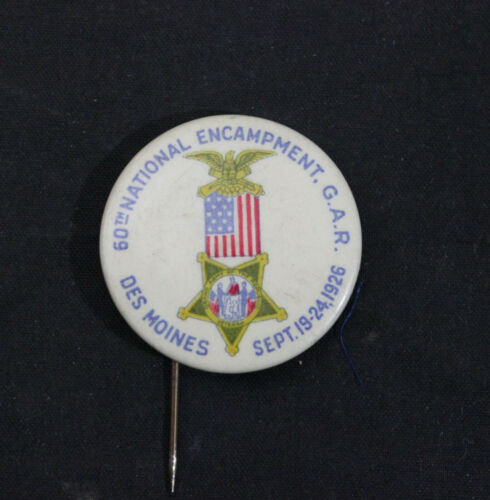 60TH NATIONAL ENCAMPMENT, G.A.R.
DES MOINES
SEPT. 19-24, 1926